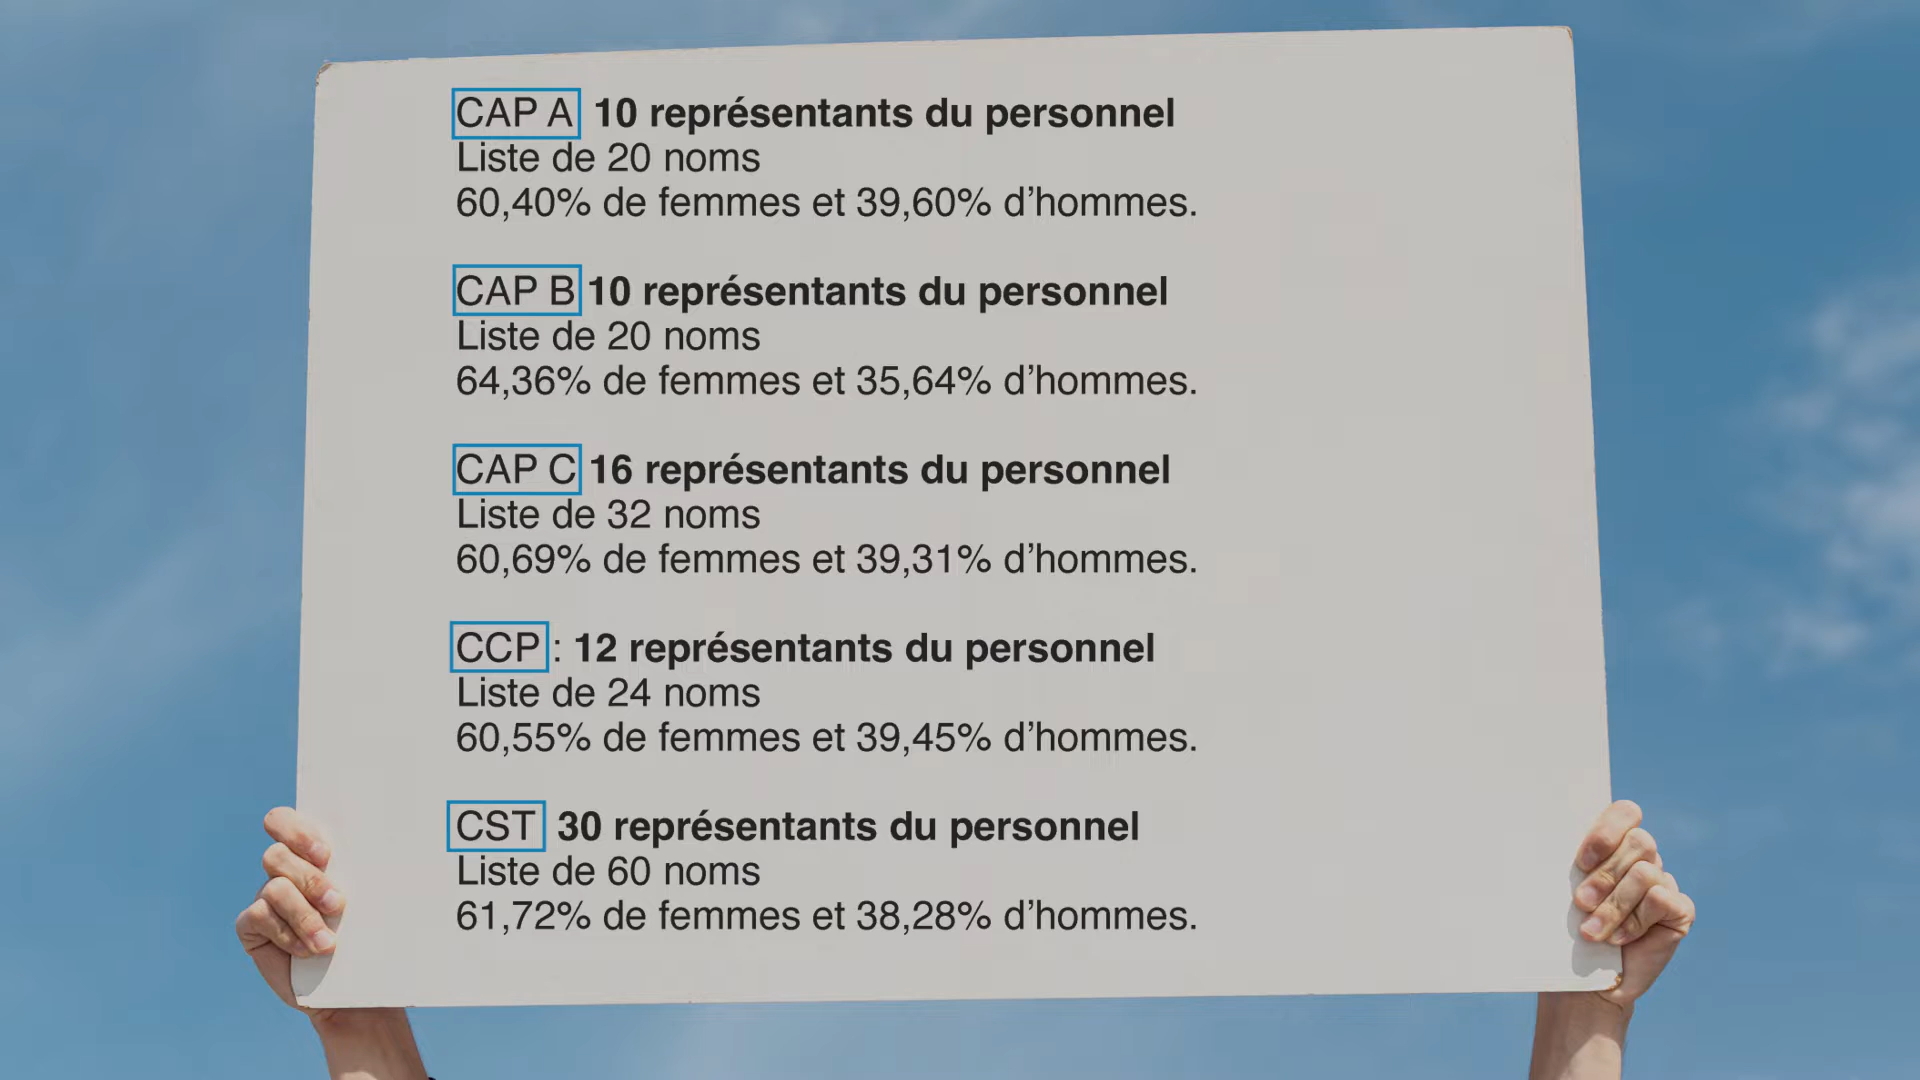 CAP A 10 représentants du personnel
Liste de 20 noms
60,40% de femmes et 39,60% d’hommes.
CAP B 10 représentants du personnel
Liste de 20 noms
64,36% de femmes et 35,64% d’hommes.
CAP C 16 représentants du personnel
Liste de 32 noms
60,69% de femmes et 39,31% d’hommes.
CCP : 12 représentants du personnel
Liste de 24 noms
60,55% de femmes et 39,45% d’hommes.
CST 30 représentants du personnel
Liste de 60 noms
61,72% de femmes et 38,28% d’hommes.